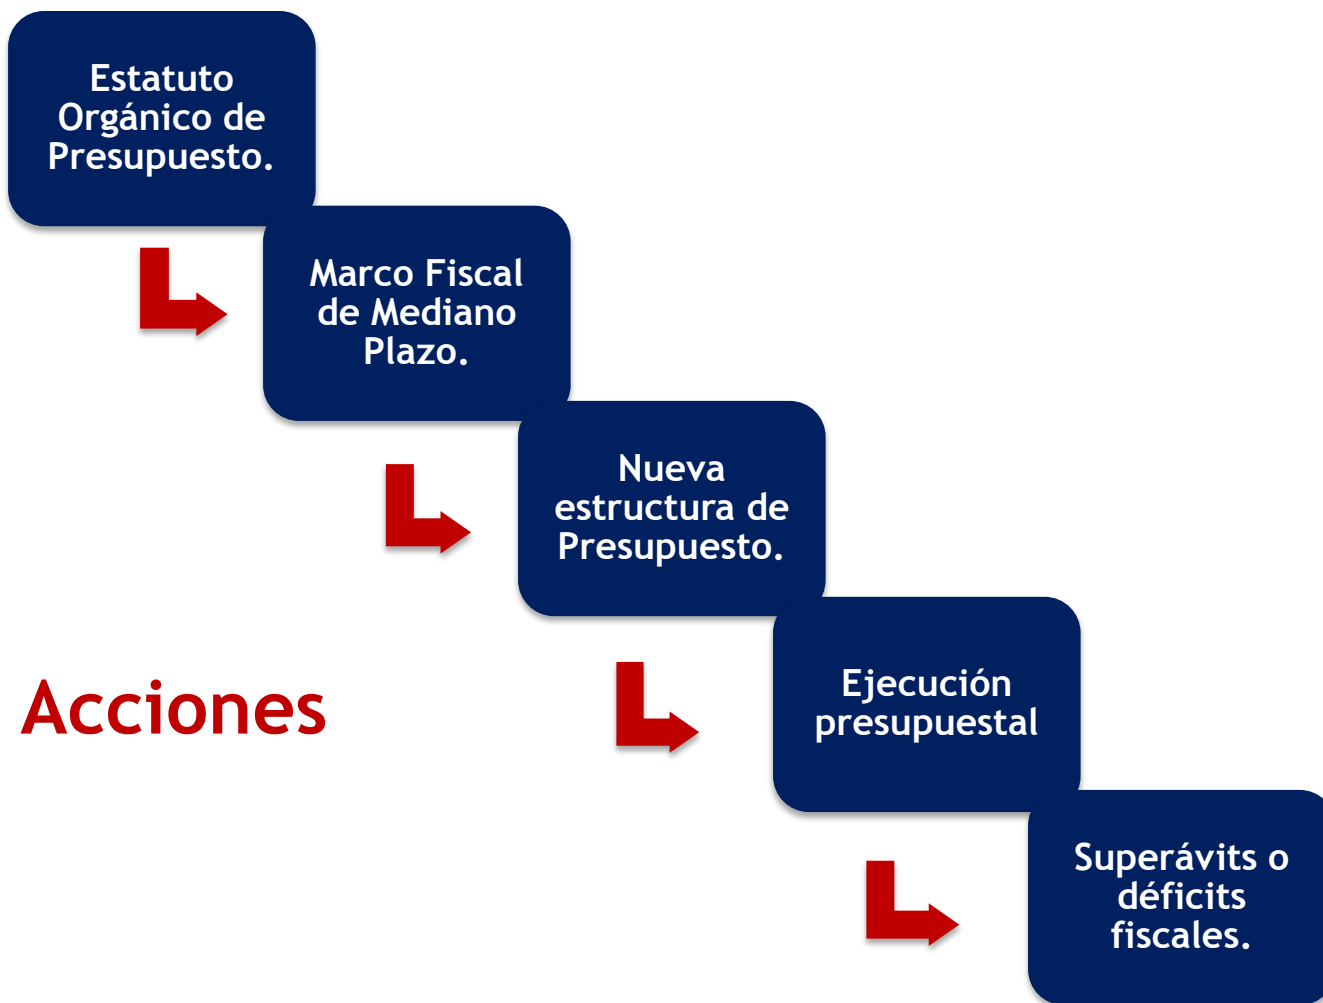 Estatuto
Orgánico de
Presupuesto.
Marco Fiscal
de Mediano
Plazo.
Nueva
estructura de
Presupuesto.
Acciones
Ejecución
presupuestal
Superávits o
déficits
fiscales.